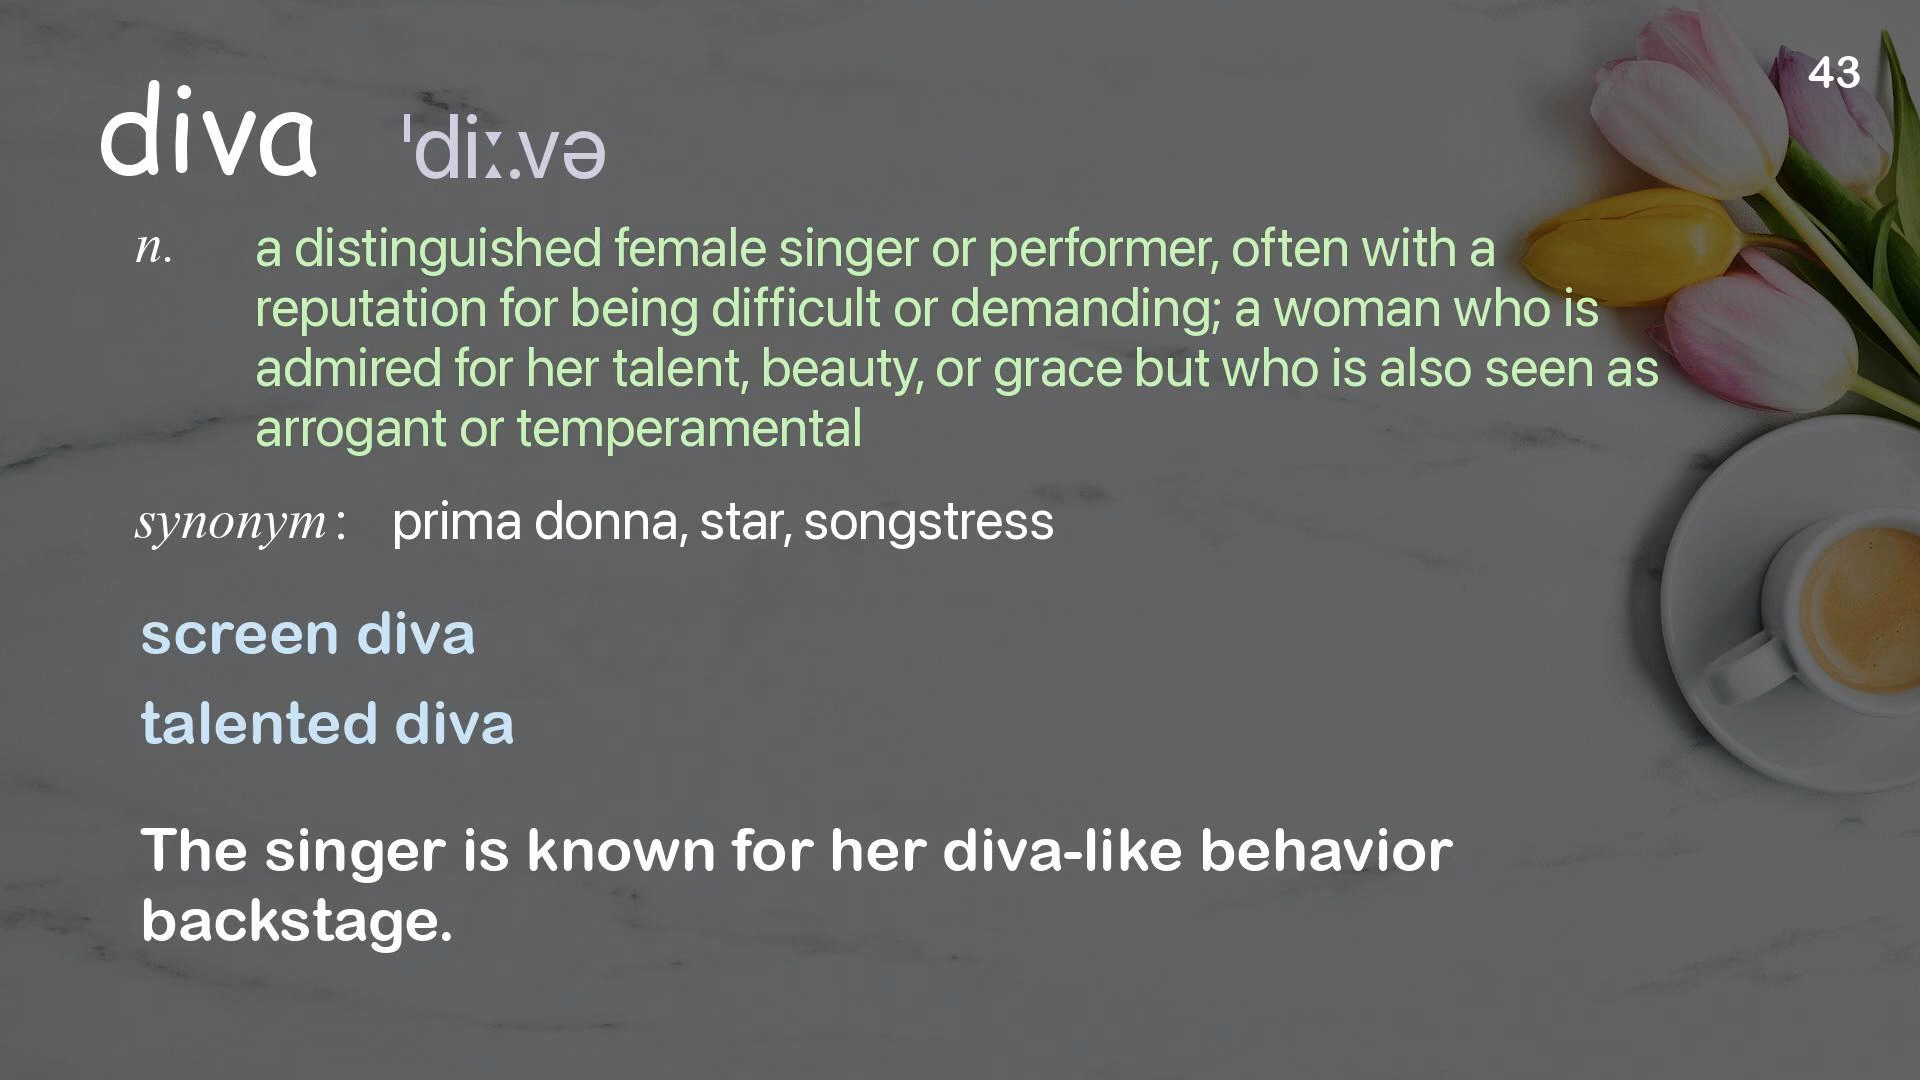 43
diva ˈdiː.və
n. a distinguished female singer or performer, often with a
reputation for being difficult or demanding; a woman who is
admired for her talent, beauty, or grace but who is also seen as
arrogant or temperamental
synonym : prima donna, star, songstress
screen diva
talented diva
The singer is known for her diva-like behavior
backstage.